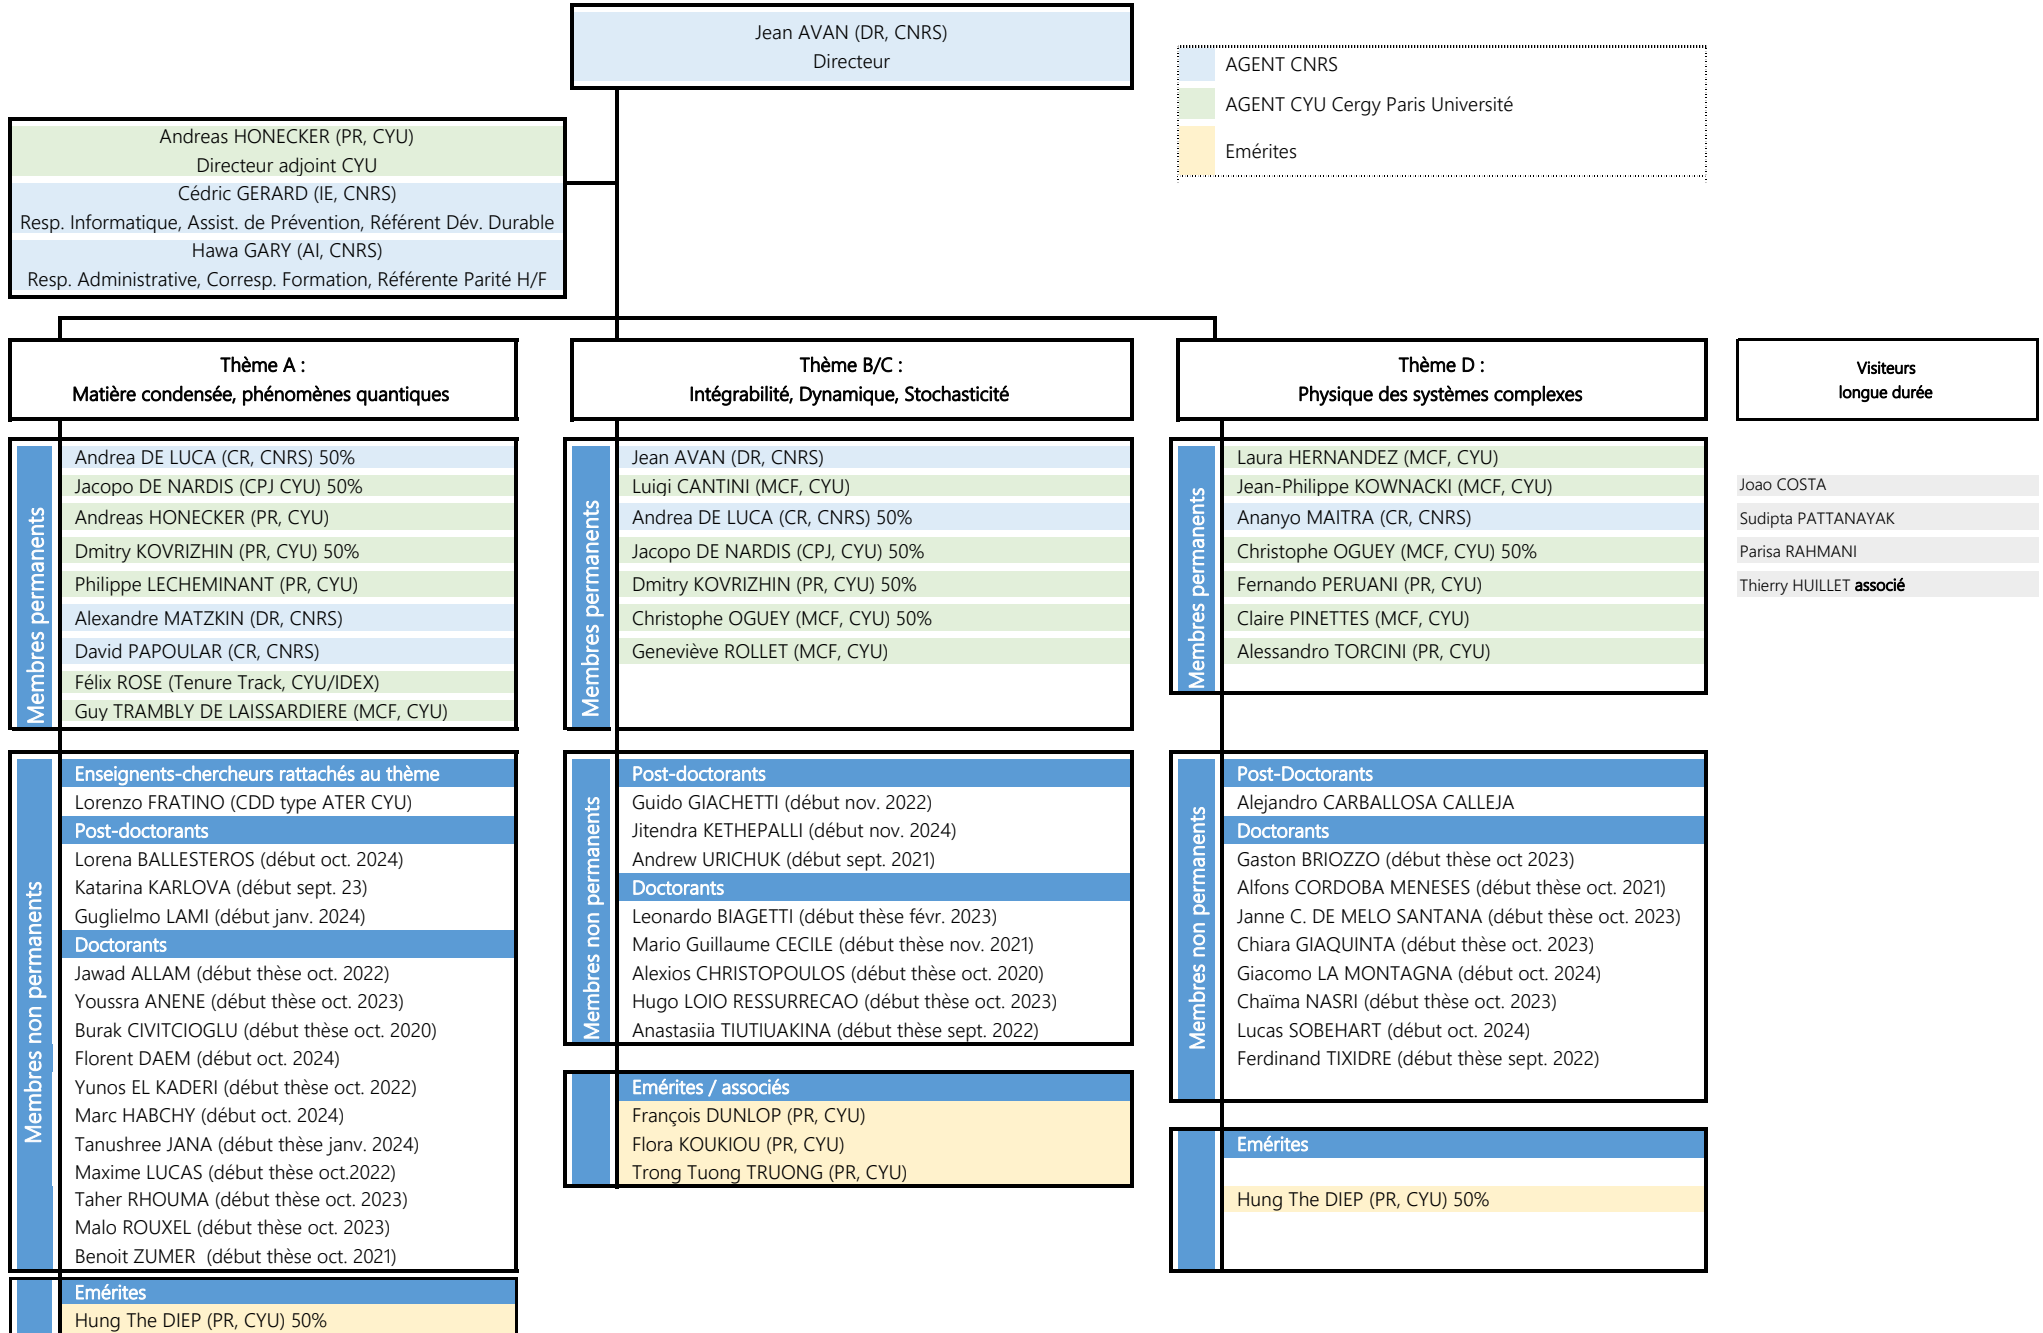 Jean AVAN (DR, CNRS)
Directeur
AGENT CNRS
AGENT CYU Cergy Paris Université
Emérites
Andreas HONECKER (PR, CYU)
Directeur adjoint CYU
Cédric GERARD (IE, CNRS)
Resp. Informatique, Assist. de Prévention, Référent Dév. Durable
Hawa GARY (AI, CNRS)
Resp. Administrative, Corresp. Formation, Référente Parité H/F
Thème A :
Matière condensée, phénomènes quantiques
Membres permanents
Andrea DE LUCA (CR, CNRS) 50%
Jacopo DE NARDIS (CPJ CYU) 50%
Andreas HONECKER (PR, CYU)
Dmitry KOVRIZHIN (PR, CYU) 50%
Philippe LECHEMINANT (PR, CYU)
Alexandre MATZKIN (DR, CNRS)
David PAPOULAR (CR, CNRS)
Félix ROSE (Tenure Track, CYU/IDEX)
Guy TRAMBLY DE LAISSARDIERE (MCF, CYU)
Membres non permanents
Enseignents-chercheurs rattachés au thème
Lorenzo FRATINO (CDD type ATER CYU)
Post-doctorants
Lorena BALLESTEROS (début oct. 2024)
Katarina KARLOVA (début sept. 23)
Guglielmo LAMI (début janv. 2024)
Doctorants
Jawad ALLAM (début thèse oct. 2022)
Youssra ANENE (début thèse oct. 2023)
Burak CIVITCIOGLU (début thèse oct. 2020)
Florent DAEM (début oct. 2024)
Yunos EL KADERI (début thèse oct. 2022)
Marc HABCHY (début oct. 2024)
Tanushree JANA (début thèse janv. 2024)
Maxime LUCAS (début thèse oct.2022)
Taher RHOUMA (début thèse oct. 2023)
Malo ROUXEL (début thèse oct. 2023)
Benoit ZUMER (début thèse oct. 2021)
Emérites
Hung The DIEP (PR, CYU) 50%
Thème B/C :
Intégrabilité, Dynamique, Stochasticité
Membres permanents
Jean AVAN (DR, CNRS)
Luigi CANTINI (MCF, CYU)
Andrea DE LUCA (CR, CNRS) 50%
Jacopo DE NARDIS (CPJ, CYU) 50%
Dmitry KOVRIZHIN (PR, CYU) 50%
Christophe OGUEY (MCF, CYU) 50%
Geneviève ROLLET (MCF, CYU)
Membres non permanents
Post-doctorants
Guido GIACHETTI (début nov. 2022)
Jitendra KETHEPALLI (début nov. 2024)
Andrew URICHUK (début sept. 2021)
Doctorants
Leonardo BIAGETTI (début thèse févr. 2023)
Mario Guillaume CECILE (début thèse nov. 2021)
Alexios CHRISTOPOULOS (début thèse oct. 2020)
Hugo LOIO RESSURRECAO (début thèse oct. 2023)
Anastasiia TIUTIUAKINA (début thèse sept. 2022)
Emérites / associés
François DUNLOP (PR, CYU)
Flora KOUKIOU (PR, CYU)
Trong Tuong TRUONG (PR, CYU)
Thème D :
Physique des systèmes complexes
Membres permanents
Laura HERNANDEZ (MCF, CYU)
Jean-Philippe KOWNACKI (MCF, CYU)
Ananyo MAITRA (CR, CNRS)
Christophe OGUEY (MCF, CYU) 50%
Fernando PERUANI (PR, CYU)
Claire PINETTES (MCF, CYU)
Alessandro TORCINI (PR, CYU)
Membres non permanents
Post-Doctorants
Alejandro CARBALLOSA CALLEJA
Doctorants
Gaston BRIOZZO (début thèse oct 2023)
Alfons CORDOBA MENESES (début thèse oct. 2021)
Janne C. DE MELO SANTANA (début thèse oct. 2023)
Chiara GIAQUINTA (début thèse oct. 2023)
Giacomo LA MONTAGNA (début oct. 2024)
Chaïma NASRI (début thèse oct. 2023)
Lucas SOBEHART (début oct. 2024)
Ferdinand TIXIDRE (début thèse sept. 2022)
Emérites
Hung The DIEP (PR, CYU) 50%
Visiteurs
longue durée
Joao COSTA
Sudipta PATTANAYAK
Parisa RAHMANI
Thierry HUILLET associé